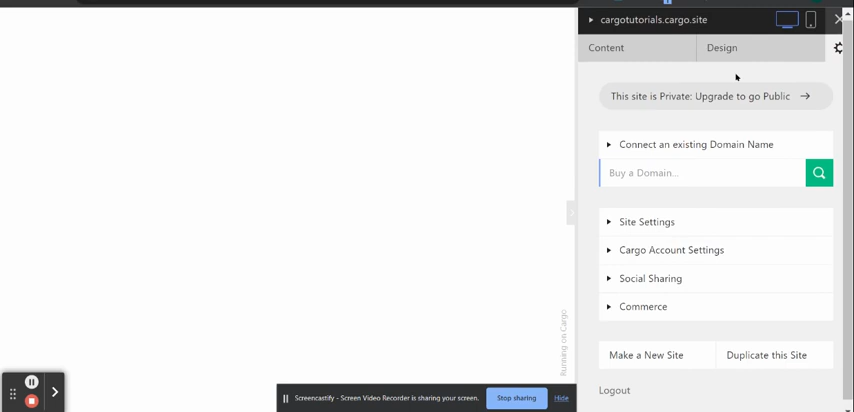 cargotutorials.cargo.site
Content
Design
This site is Private: Upgrade to go Public →
Connect an existing Domain Name
Buy a Domain...
Site Settings
Cargo Account Settings
Social Sharing
Commerce
Make a New Site
Duplicate this Site
Logout
Running on Cargo
Screencastify - Screen Video Recorder is sharing your screen.
Stop sharing
Hide